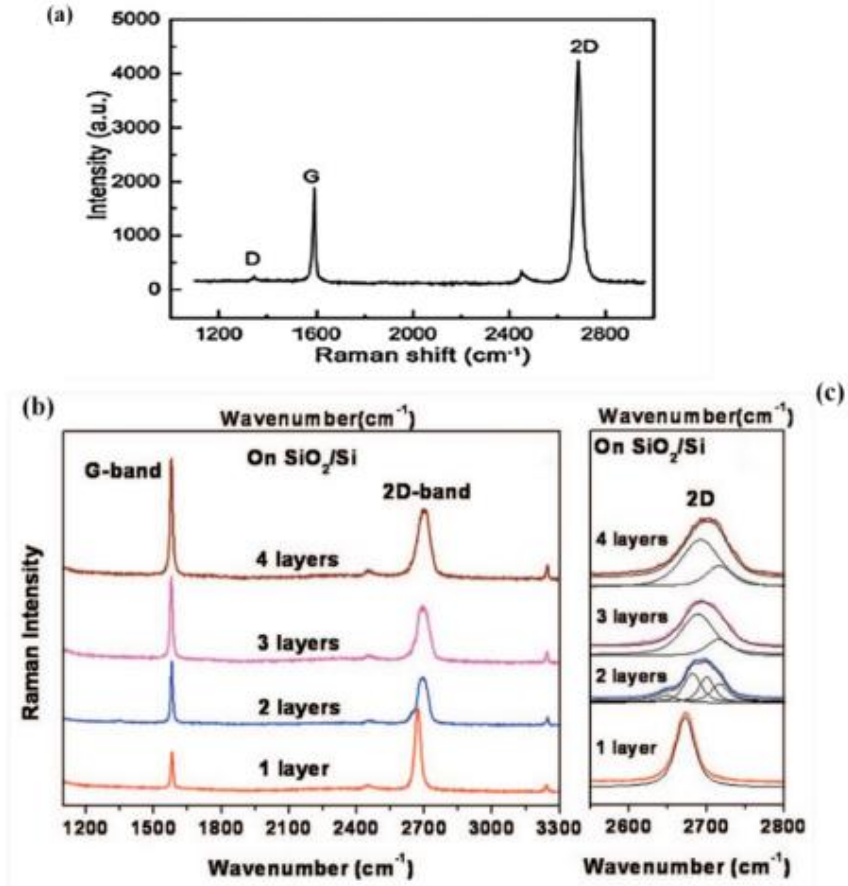 (a)
5000
4000
3000
2000
1000
0
Intensity (a.u.)
D
G
2D
1200 1600 2000 2400 2800
Raman shift (cm⁻¹)
(b)
Wavenumber(cm⁻¹)
G-band
On SiO₂/Si
2D-band
4 layers
3 layers
2 layers
1 layer
Raman Intensity
1200 1500 1800 2100 2400 2700 3000 3300
Wavenumber (cm⁻¹)
(c)
Wavenumber(cm⁻¹)
On SiO₂/Si
2D
4 layers
3 layers
2 layers
1 layer
2600 2700 2800
Wavenumber (cm⁻¹)